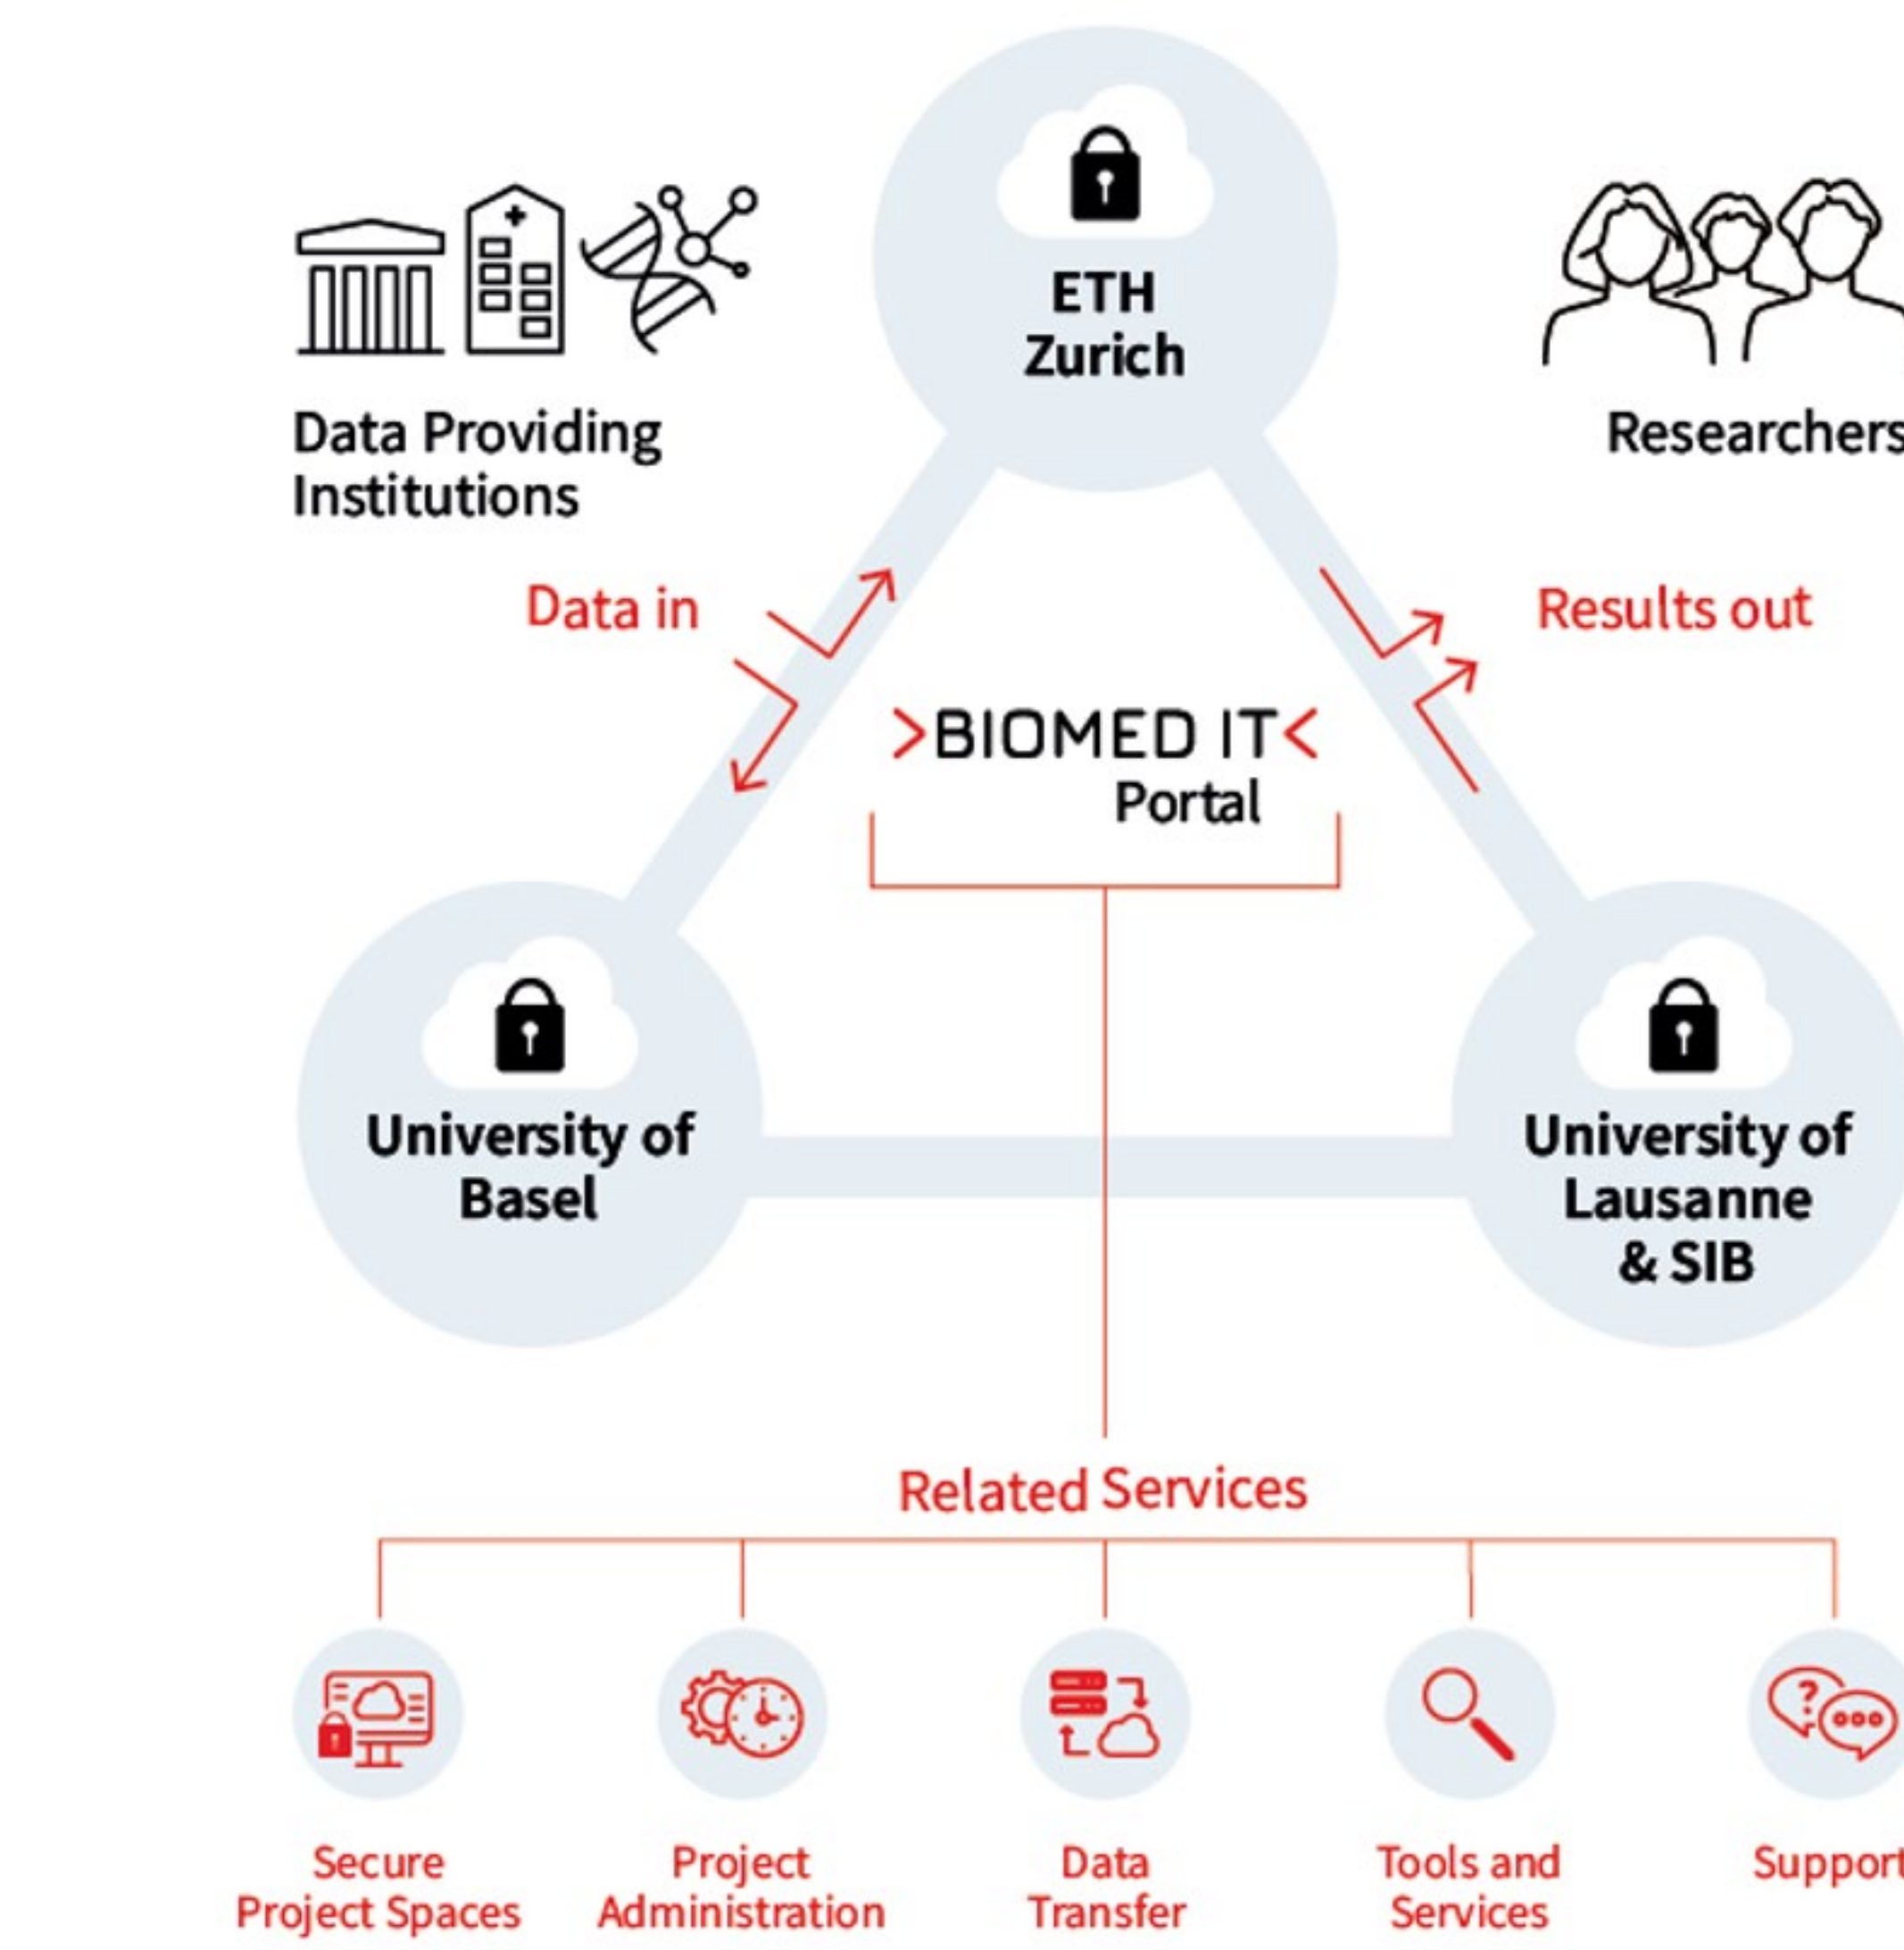 ETH
Zurich
Data Providing
Institutions
Researchers
Data in
Results out
>BIOMED IT<
Portal
University of
Basel
University of
Lausanne
& SIB
Related Services
Secure
Project Spaces
Project
Administration
Data
Transfer
Tools and
Services
Support